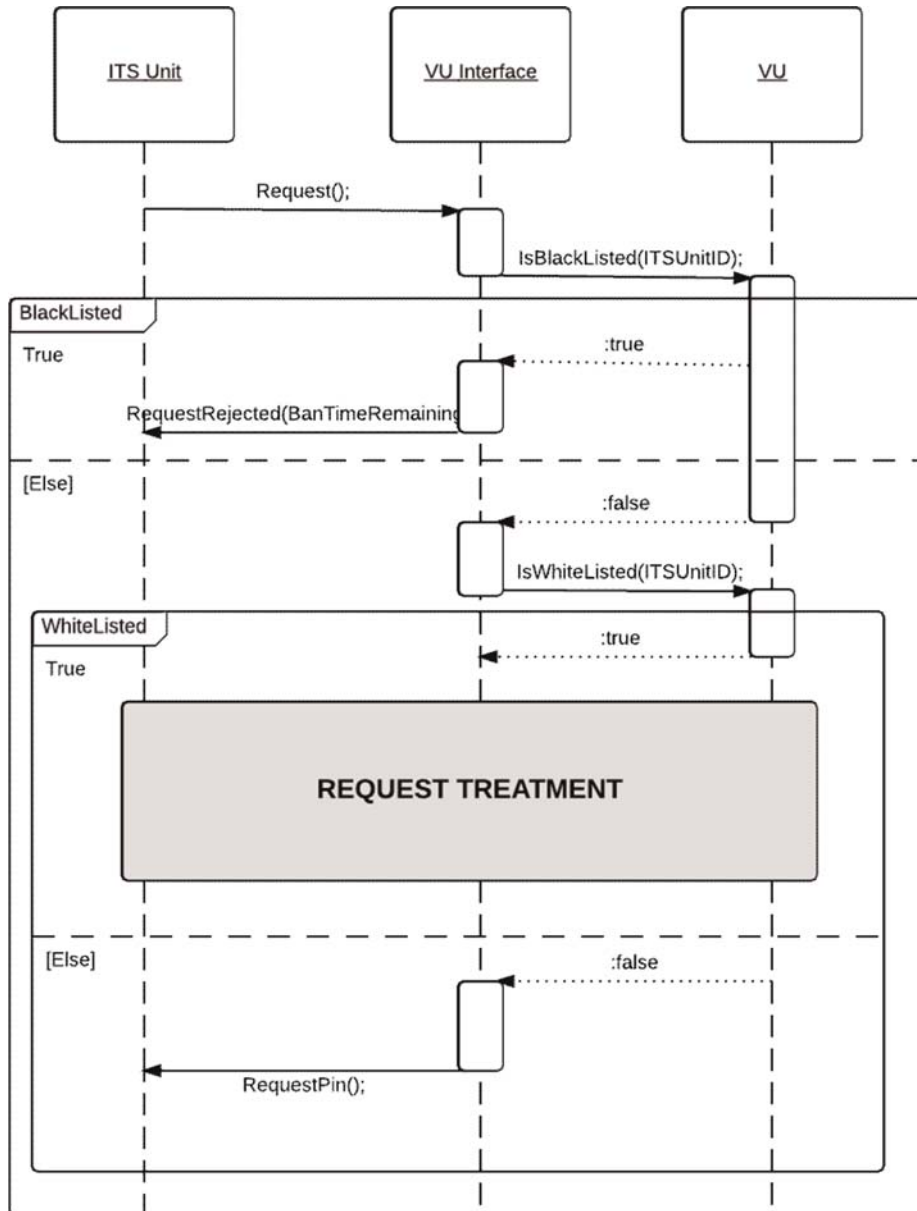 ITS Unit
VU Interface
VU
Request();
IsBlackListed(ITSUnitID);
BlackListed
True
:true
RequestRejected(BanTimeRemaining
[Else]
:false
IsWhiteListed(ITSUnitID);
WhiteListed
:true
True
REQUEST TREATMENT
[Else]
:false
RequestPin();